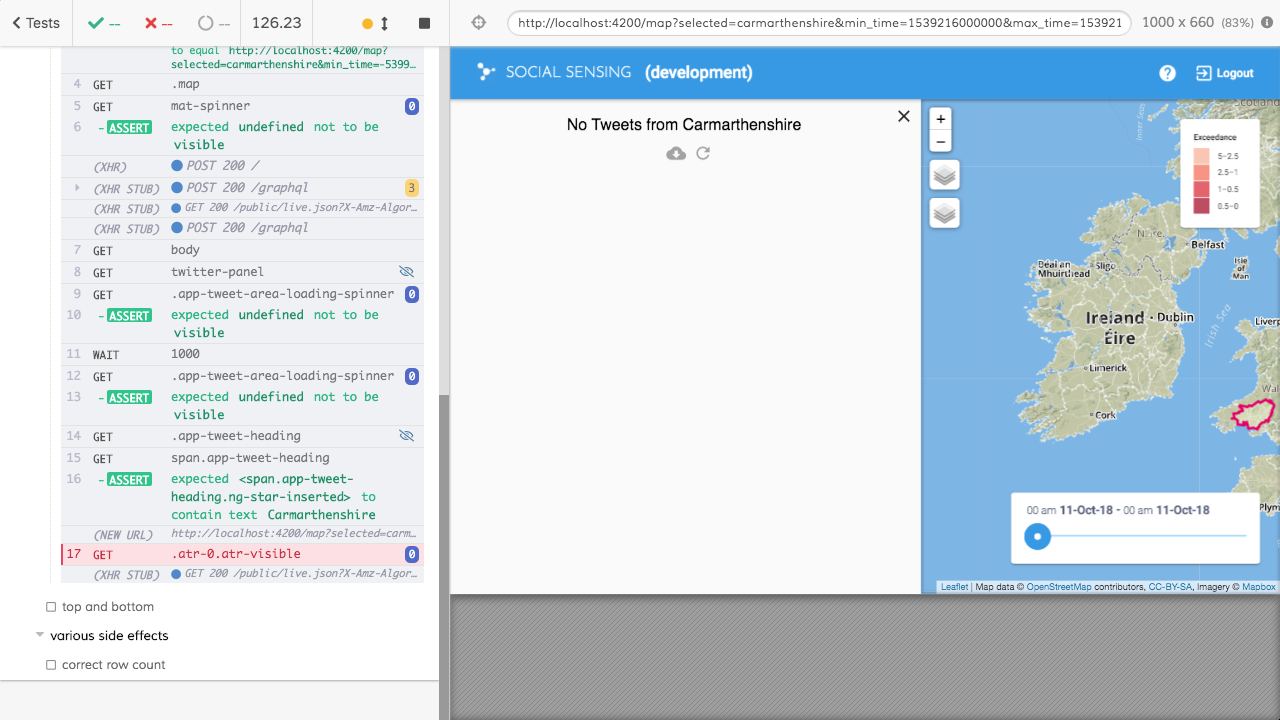 Tests
--
--
--
126.23
http://localhost:4200/map?selected=carmarthenshire&min_time=1539216000000&max_time=153921
1000 x 660 (83%)
to equal http://localhost:4200/map?
selected=carmarthenshire&min_time=-5399…
4 GET .map
5 GET mat-spinner 0
6 -ASSERT expected undefined not to be
visible
(XHR) POST 200 /
(XHR STUB) POST 200 /graphql 3
(XHR STUB) GET 200 /public/live.json?X-Amz-Algor…
(XHR STUB) POST 200 /graphql
7 GET body
8 GET twitter-panel
9 GET .app-tweet-area-loading-spinner 0
10 -ASSERT expected undefined not to be
visible
11 WAIT 1000
12 GET .app-tweet-area-loading-spinner 0
13 -ASSERT expected undefined not to be
visible
14 GET .app-tweet-heading
15 GET span.app-tweet-heading
16 -ASSERT expected <span.app-tweet-
heading.ng-star-inserted> to
contain text Carmarthenshire
(NEW URL) http://localhost:4200/map?selected=carm…
17 GET .atr-0.atr-visible 0
(XHR STUB) GET 200 /public/live.json?X-Amz-Algor…
top and bottom
various side effects
correct row count
SOCIAL SENSING (development)
? Logout
No Tweets from Carmarthenshire
+
−
Exceedance
5-2.5
2.5-1
1-0.5
0.5-0
Inner Seas
Belfast
Sligo
Isle
of
Man
Ireland
Éire
Dublin
Irish Sea
Liverp
Limerick
Wal
Cork
Plym
00 am 11-Oct-18 - 00 am 11-Oct-18
Leaflet | Map data © OpenStreetMap contributors, CC-BY-SA, Imagery © Mapbox